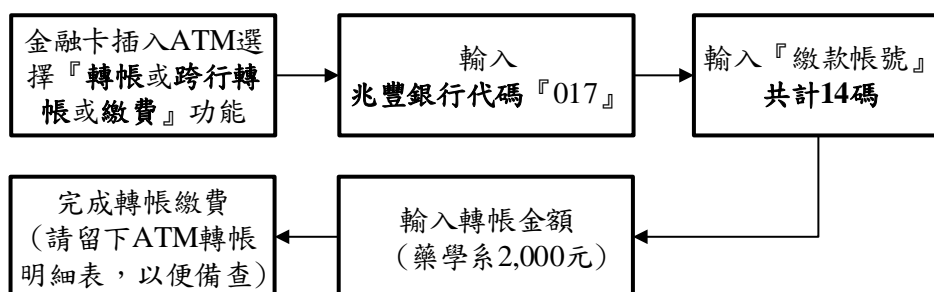 金融卡插入ATM選
擇『轉帳或跨行轉
帳或繳費』功能
輸入
兆豐銀行代碼『017』
輸入『繳款帳號』
共計14碼
輸入轉帳金額
（藥學系2,000元）
完成轉帳繳費
（請留下ATM轉帳
明細表，以便備查）